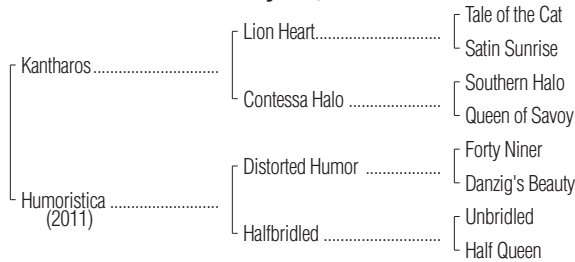 Tale of the Cat
Lion Heart
Satin Sunrise
Kantharos
Southern Halo
Contessa Halo
Queen of Savoy
Forty Niner
Distorted Humor
Danzig's Beauty
Humoristica
(2011)
Unbridled
Halfbridled
Half Queen